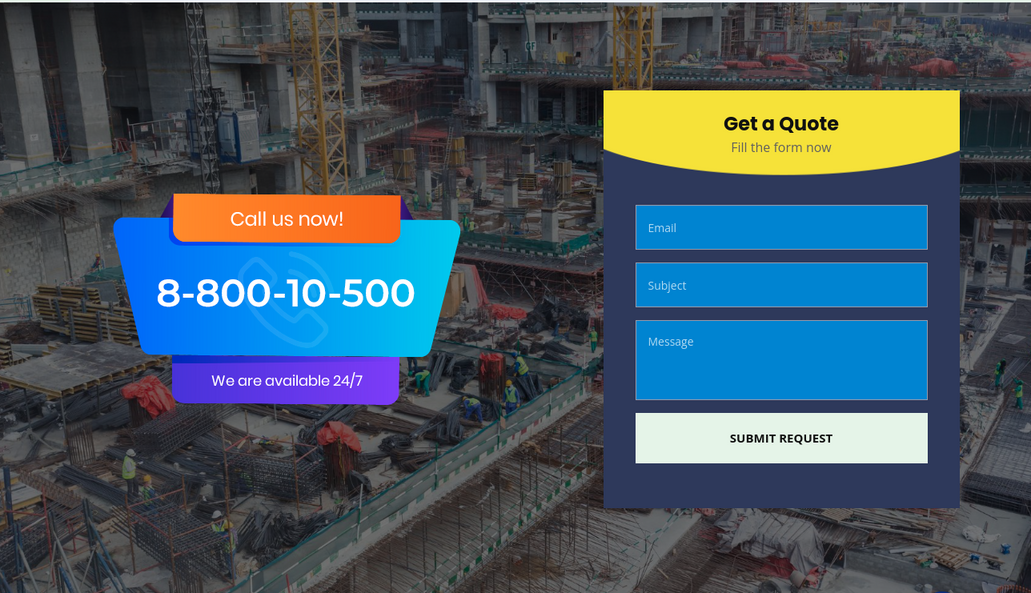 Call us now!
8-800-10-500
We are available 24/7
Get a Quote
Fill the form now
Email
Subject
Message
SUBMIT REQUEST